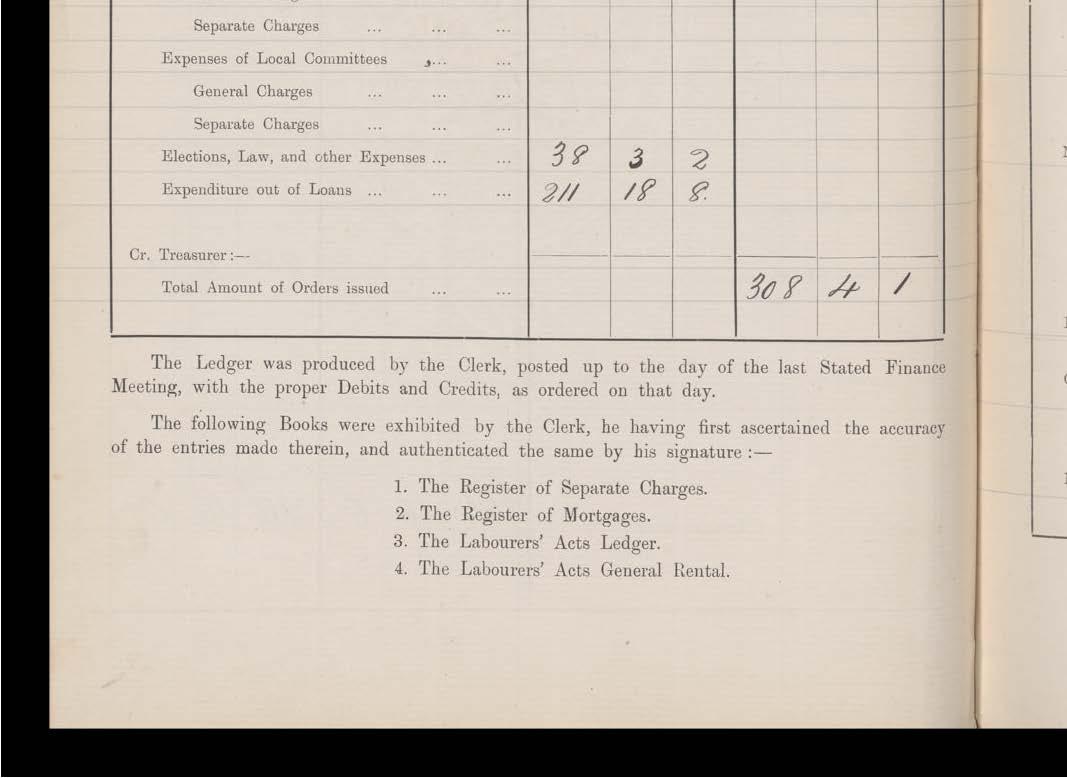 Separate Charges ... ... ...
Expenses of Local Committees ... ...
General Charges ... ... ...
Separate Charges ... ... ...
Elections, Law, and other Expenses ... ... 38 3 2
Expenditure out of Loans ... ... ... 211 18 8.
Cr. Treasurer :—
Total Amount of Orders issued ... ... 308 4 1
The Ledger was produced by the Clerk, posted up to the day of the last Stated Finance
Meeting, with the proper Debits and Credits, as ordered on that day.
The following Books were exhibited by the Clerk, he having first ascertained the accuracy
of the entries made therein, and authenticated the same by his signature :—
1. The Register of Separate Charges.
2. The Register of Mortgages.
3. The Labourers' Acts Ledger.
4. The Labourers' Acts General Rental.